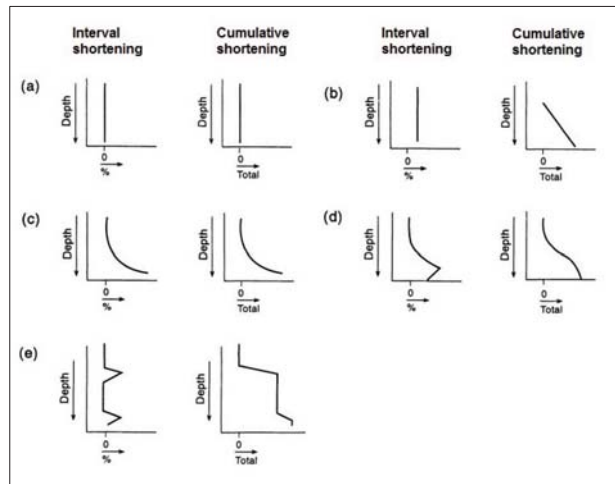 Interval
shortening
Cumulative
shortening
Interval
shortening
Cumulative
shortening
(a)
Depth
0
%
Depth
0
Total
(b)
Depth
0
%
Depth
0
Total
(c)
Depth
0
%
Depth
0
Total
(d)
Depth
0
%
Depth
0
Total
(e)
Depth
0
%
Depth
0
Total